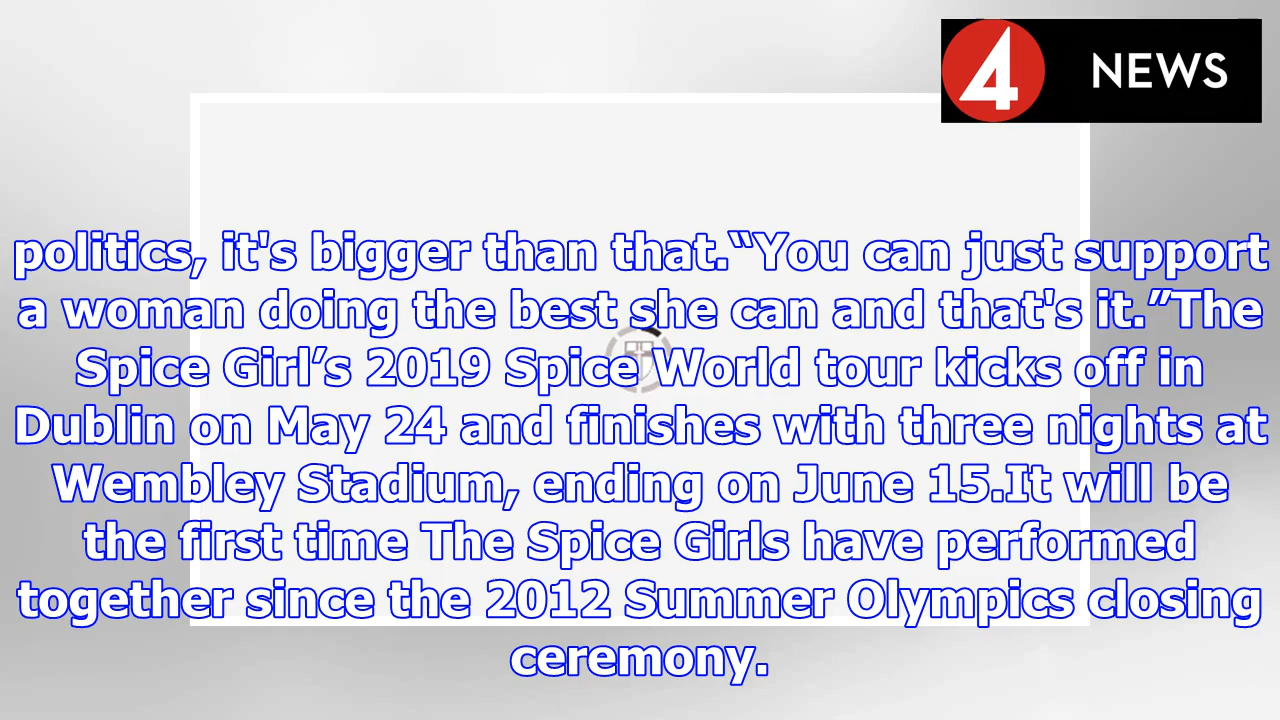 4 NEWS
politics, it's bigger than that.“You can just support
a woman doing the best she can and that's it.”The
Spice Girl’s 2019 Spice World tour kicks off in
Dublin on May 24 and finishes with three nights at
Wembley Stadium, ending on June 15.It will be
the first time The Spice Girls have performed
together since the 2012 Summer Olympics closing
ceremony.